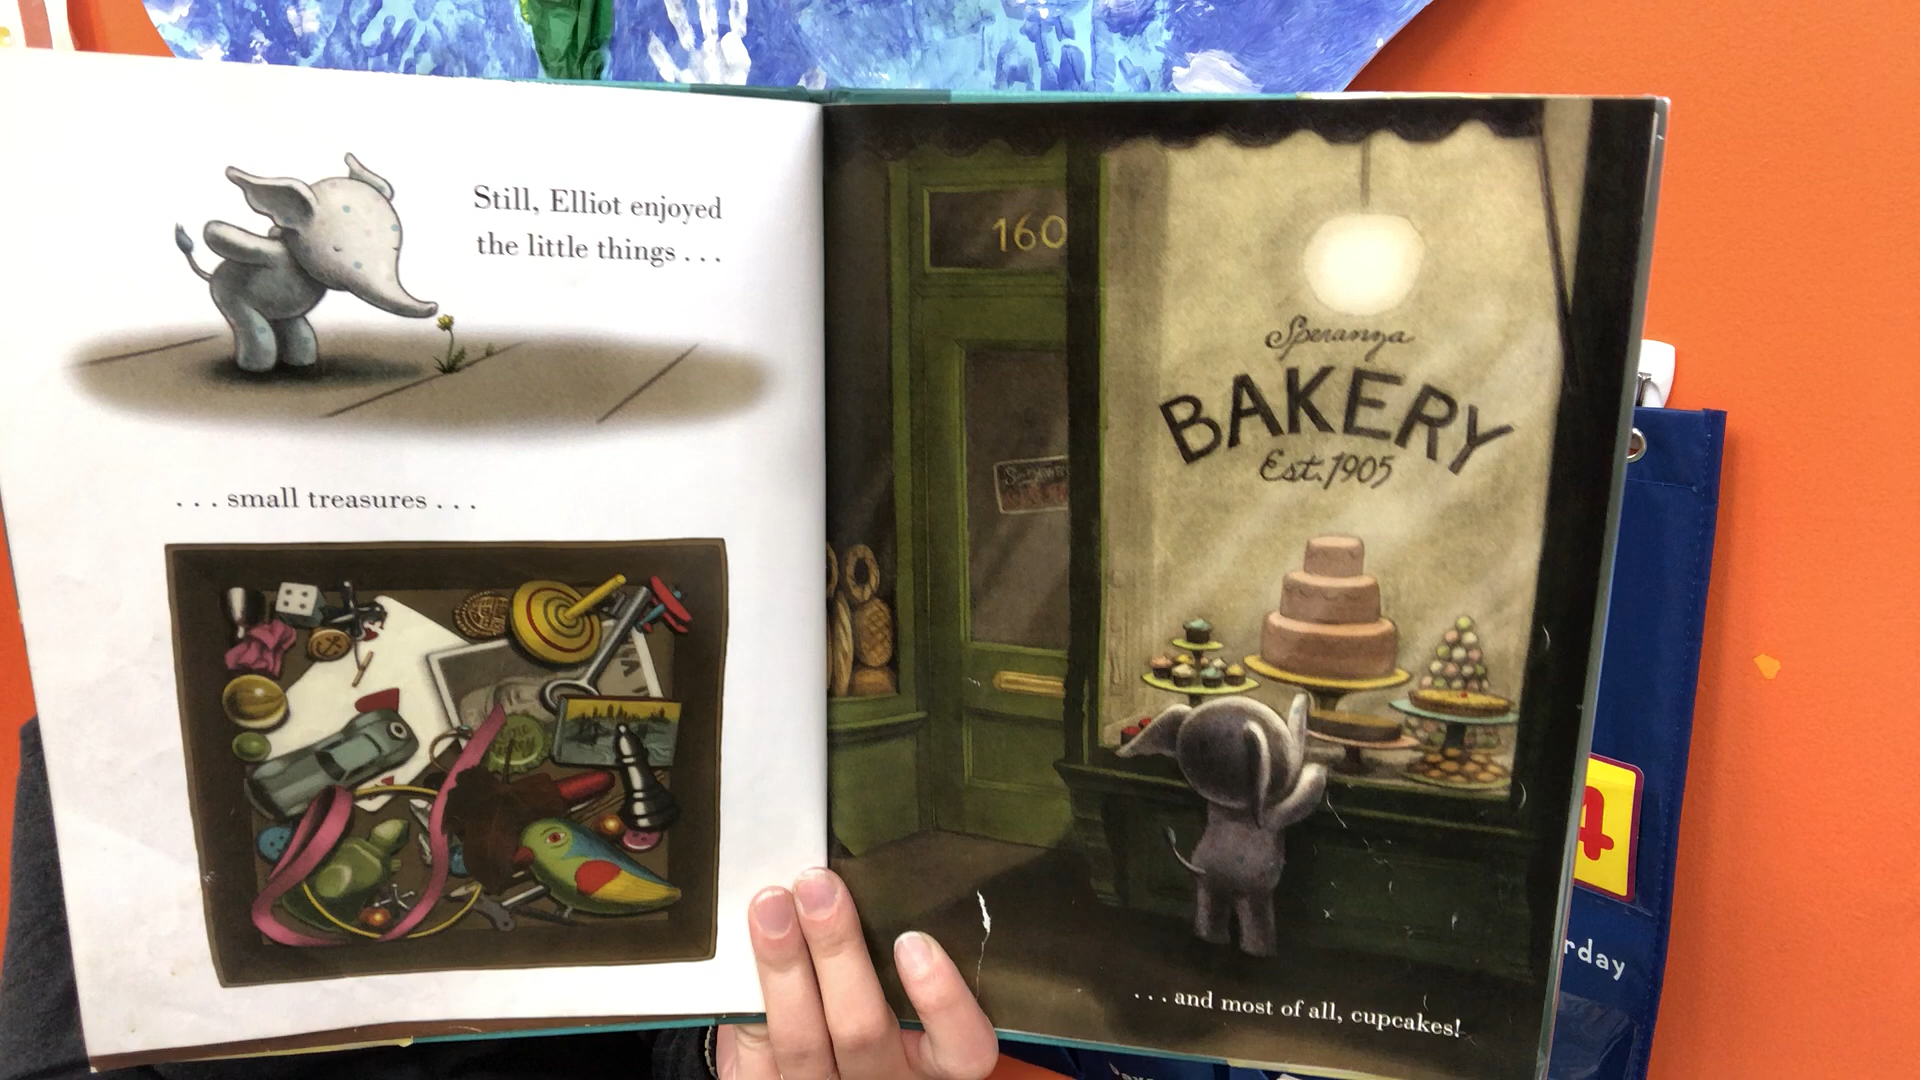 Still, Elliot enjoyed
the little things . . .
. . . small treasures . . .
160
Speranza
BAKERY
Est. 1905
. . . and most of all, cupcakes!
4
rday